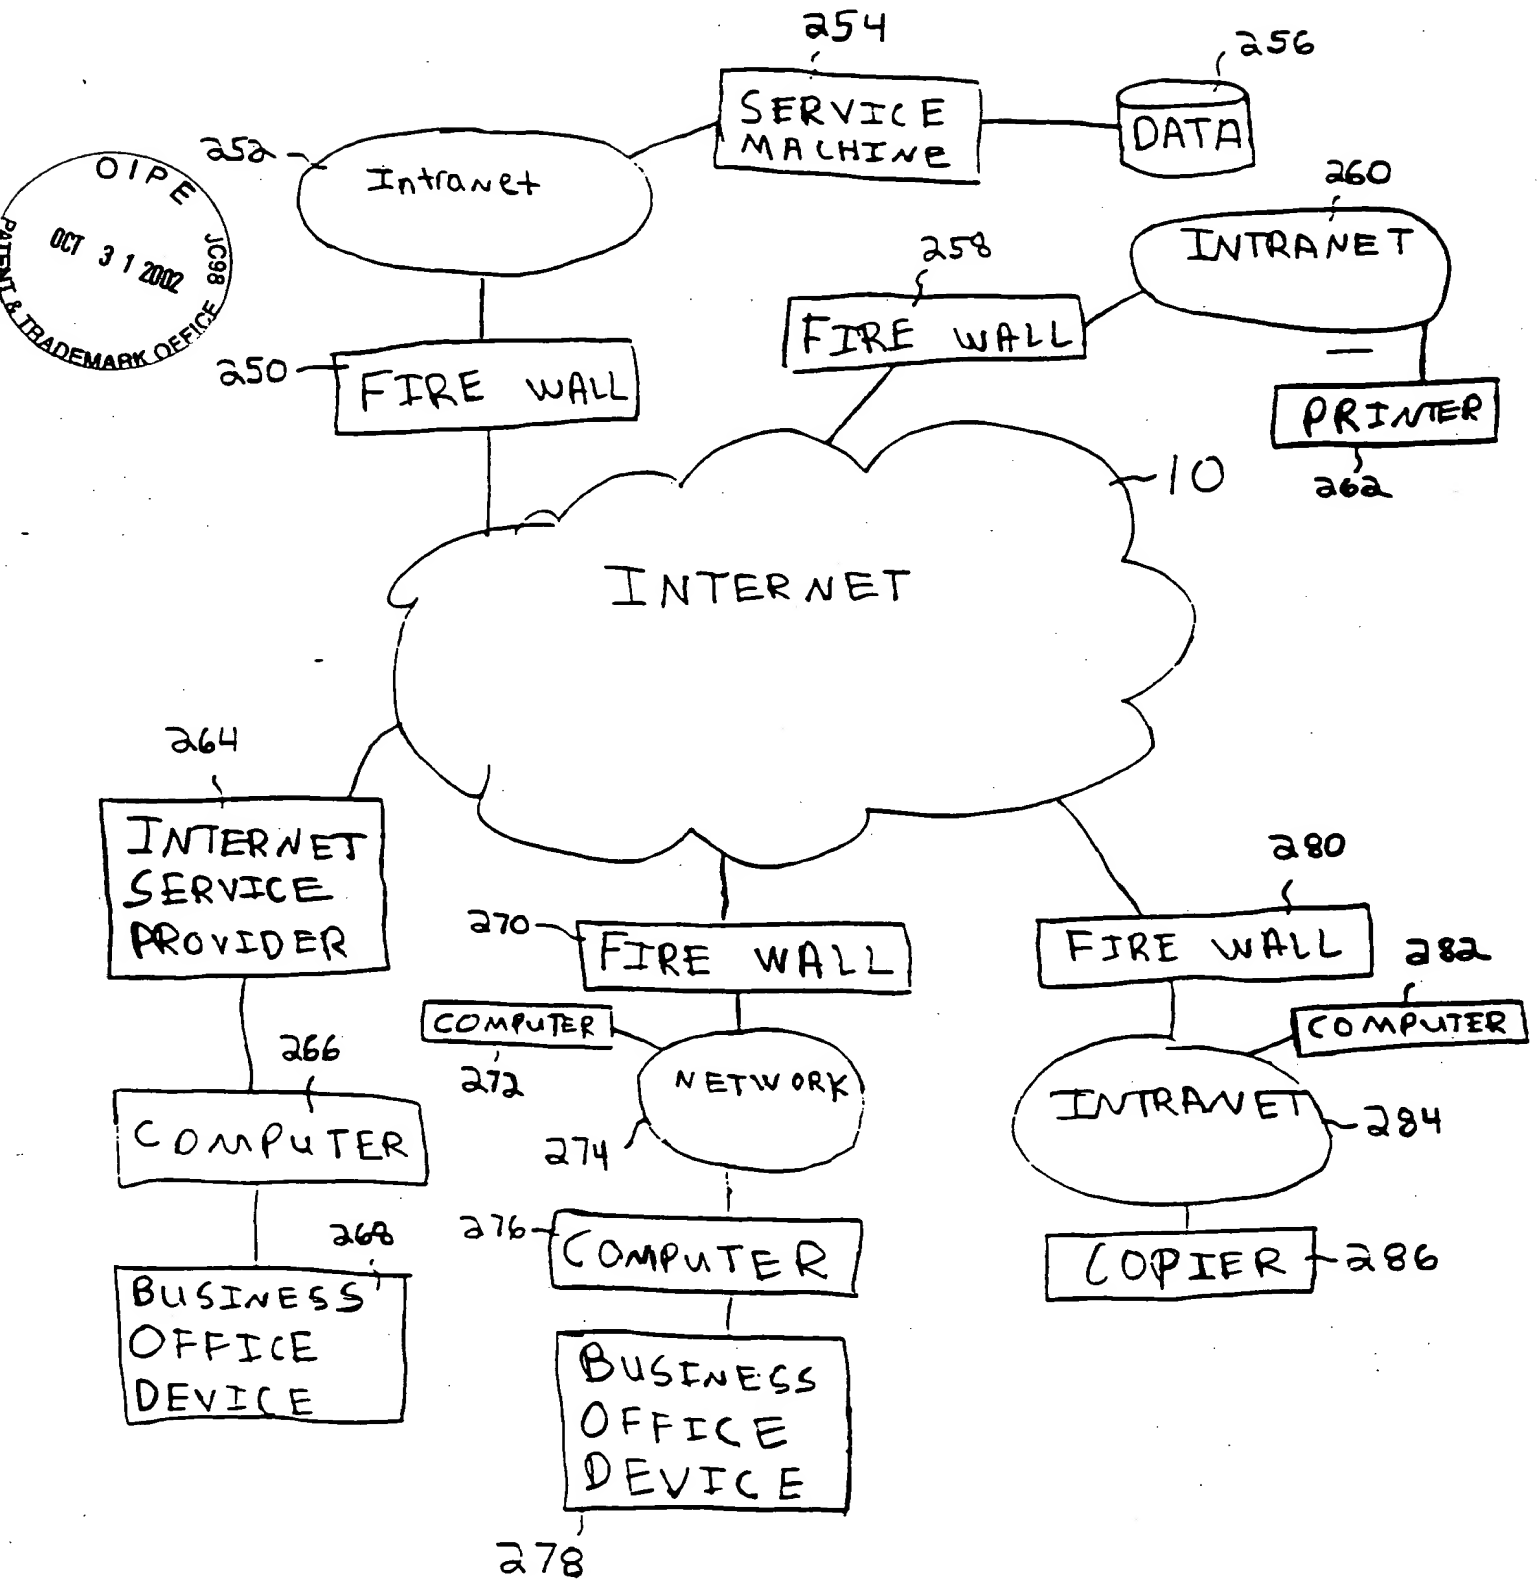 254
256
SERVICE
MACHINE
DATA
252
Intranet
OIPE
JC98
OCT 31 2002
PATENT & TRADEMARK OFFICE
260
INTRANET
258
FIRE WALL
250
FIRE WALL
PRINTER
262
10
INTERNET
264
INTERNET
SERVICE
PROVIDER
280
270
FIRE WALL
FIRE WALL
282
COMPUTER
COMPUTER
272
266
NETWORK
274
INTRANET
284
COMPUTER
276
COMPUTER
268
COPIER
286
BUSINESS
OFFICE
DEVICE
BUSINESS
OFFICE
DEVICE
278